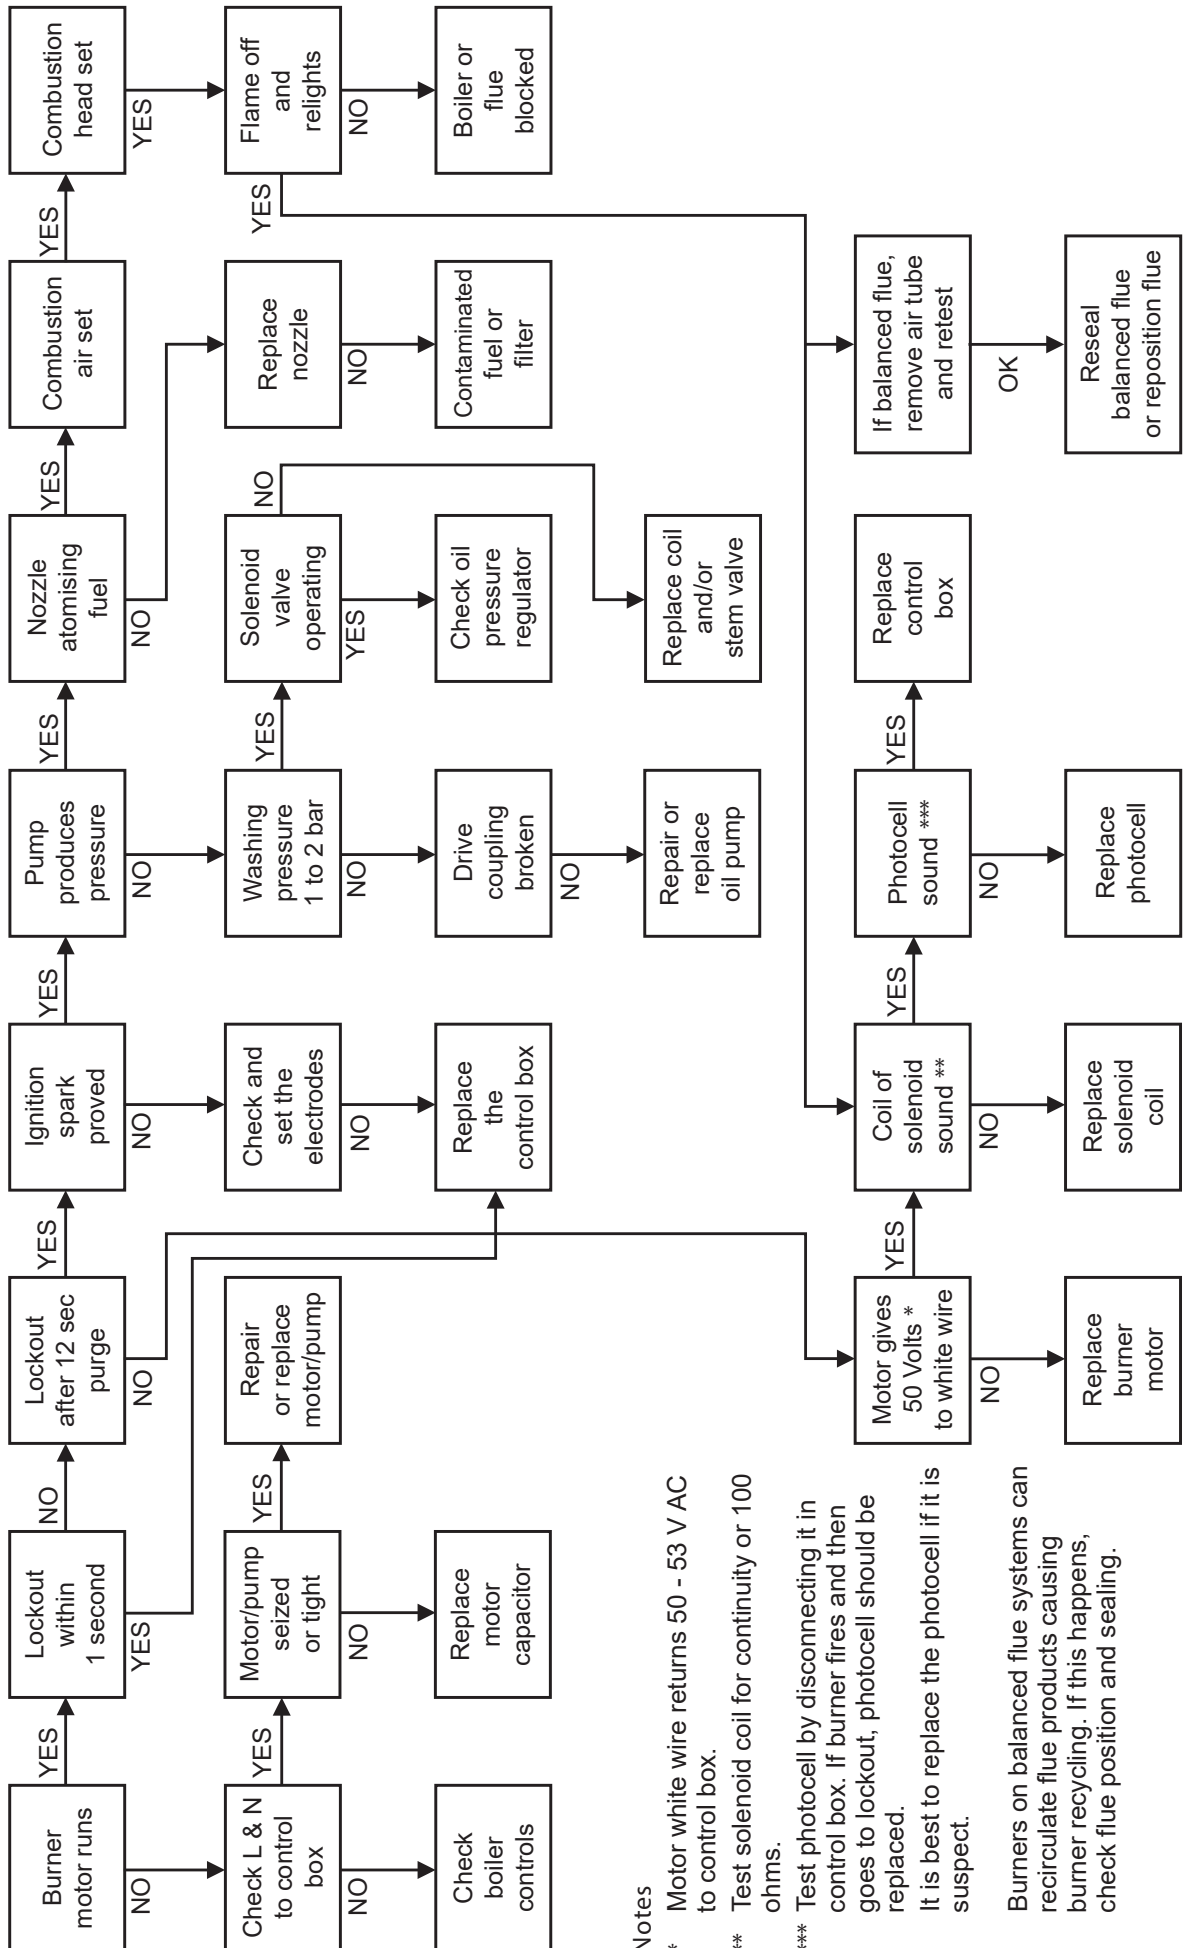 Burner
motor runs
YES
Lockout
within
1 second
NO
Lockout
after 12 sec
purge
YES
Ignition
spark
proved
YES
Pump
produces
pressure
YES
Nozzle
atomising
fuel
YES
Combustion
air set
YES
Combustion
head set
NO
YES
NO
NO
NO
NO
YES
Check L & N
to control
box
YES
Motor/pump
seized
or tight
YES
Repair
or replace
motor/pump
Check and
set the
electrodes
Washing
pressure
1 to 2 bar
YES
Solenoid
valve
operating
NO
Replace
nozzle
YES
Flame off
and
relights
NO
NO
NO
NO
YES
NO
NO
Check
boiler
controls
Replace
motor
capacitor
Replace
the
control box
Drive
coupling
broken
Check oil
pressure
regulator
Contaminated
fuel or
filter
Boiler or
flue
blocked
NO
Repair or
replace
oil pump
Replace coil
and/or
stem valve
Motor gives
50 Volts *
to white wire
YES
Coil of
solenoid
sound **
YES
Photocell
sound ***
YES
Replace
control
box
If balanced flue,
remove air tube
and retest
NO
NO
NO
OK
Replace
burner
motor
Replace
solenoid
coil
Replace
photocell
Reseal
balanced flue
or reposition flue
Notes
* Motor white wire returns 50 - 53 V AC
to control box.
** Test solenoid coil for continuity or 100
ohms.
*** Test photocell by disconnecting it in
control box. If burner fires and then
goes to lockout, photocell should be
replaced.
It is best to replace the photocell if it is
suspect.
Burners on balanced flue systems can
recirculate flue products causing
burner recycling. If this happens,
check flue position and sealing.